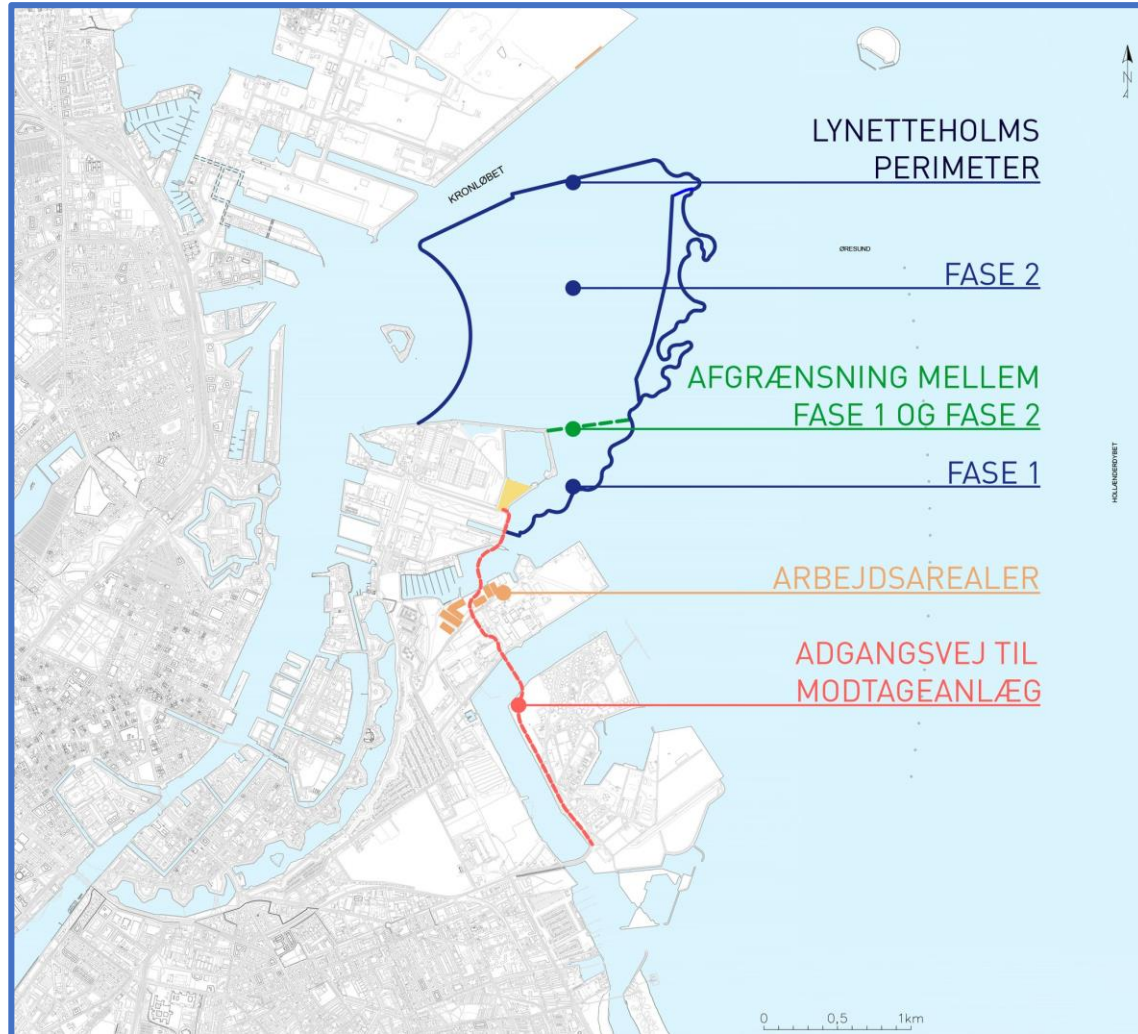 LYNETTEHOLMS
PERIMETER
KRONLØBET
ØRESUND
FASE 2
AFGRÆNSNING MELLEM
FASE 1 OG FASE 2
HOLLÆNDERDYBET
FASE 1
ARBEJDSAREALER
ADGANGSVEJ TIL
MODTAGEANLÆG
N
0 0,5 1km